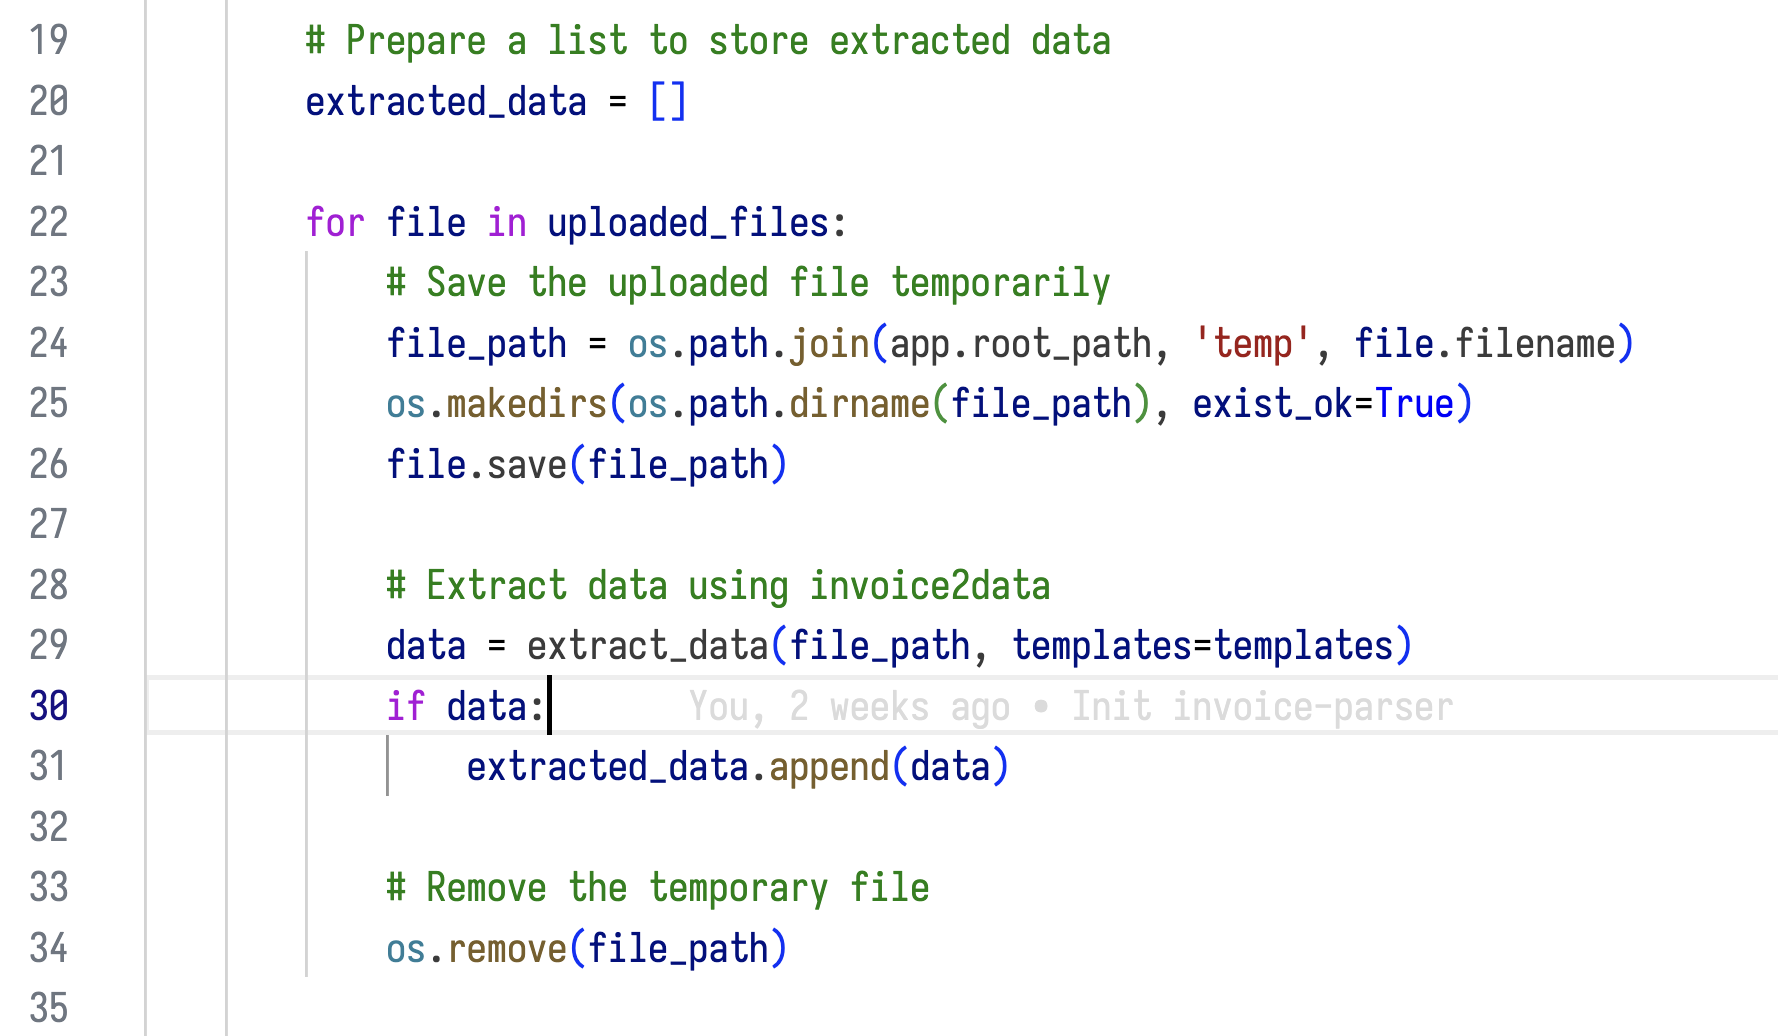 19 # Prepare a list to store extracted data
20 extracted_data = []
21
22 for file in uploaded_files:
23 # Save the uploaded file temporarily
24 file_path = os.path.join(app.root_path, 'temp', file.filename)
25 os.makedirs(os.path.dirname(file_path), exist_ok=True)
26 file.save(file_path)
27
28 # Extract data using invoice2data
29 data = extract_data(file_path, templates=templates)
30 if data: You, 2 weeks ago • Init invoice-parser
31 extracted_data.append(data)
32
33 # Remove the temporary file
34 os.remove(file_path)
35